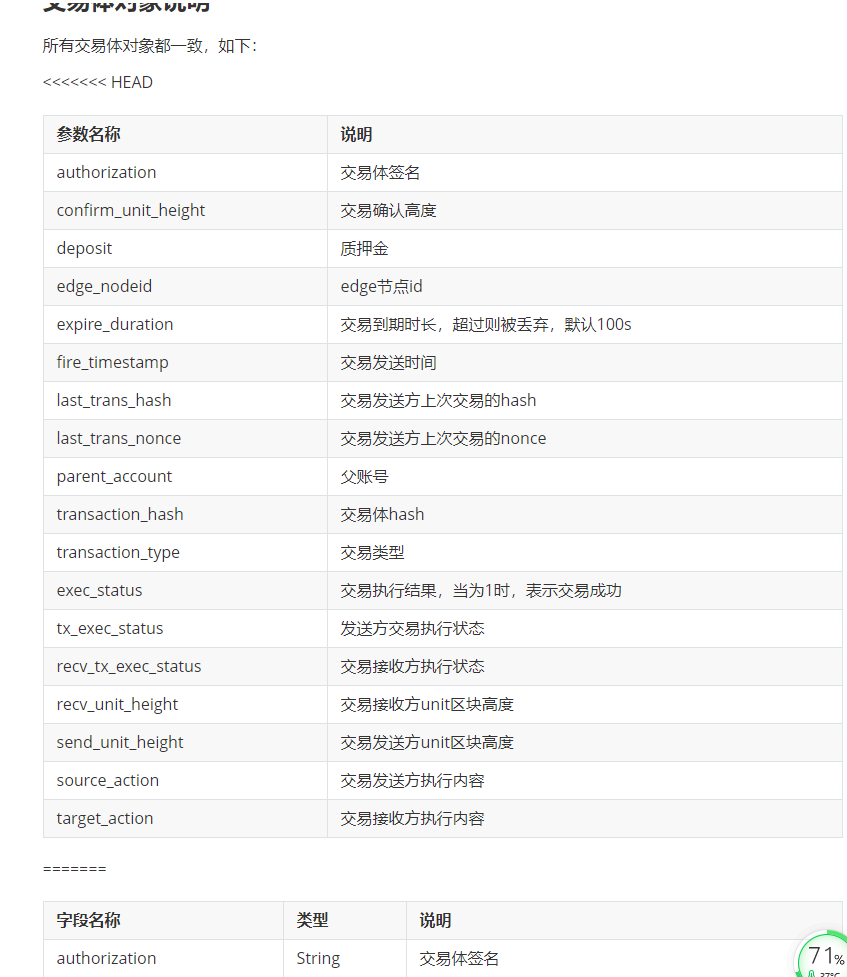 交易体对象说明
所有交易体对象都一致，如下：
<<<<<<< HEAD
参数名称 说明
authorization 交易体签名
confirm_unit_height 交易确认高度
deposit 质押金
edge_nodeid edge节点id
expire_duration 交易到期时长，超过则被丢弃，默认100s
fire_timestamp 交易发送时间
last_trans_hash 交易发送方上次交易的hash
last_trans_nonce 交易发送方上次交易的nonce
parent_account 父账号
transaction_hash 交易体hash
transaction_type 交易类型
exec_status 交易执行结果，当为1时，表示交易成功
tx_exec_status 发送方交易执行状态
recv_tx_exec_status 交易接收方执行状态
recv_unit_height 交易接收方unit区块高度
send_unit_height 交易发送方unit区块高度
source_action 交易发送方执行内容
target_action 交易接收方执行内容
=======
字段名称 类型 说明
authorization String 交易体签名
71%
37°C